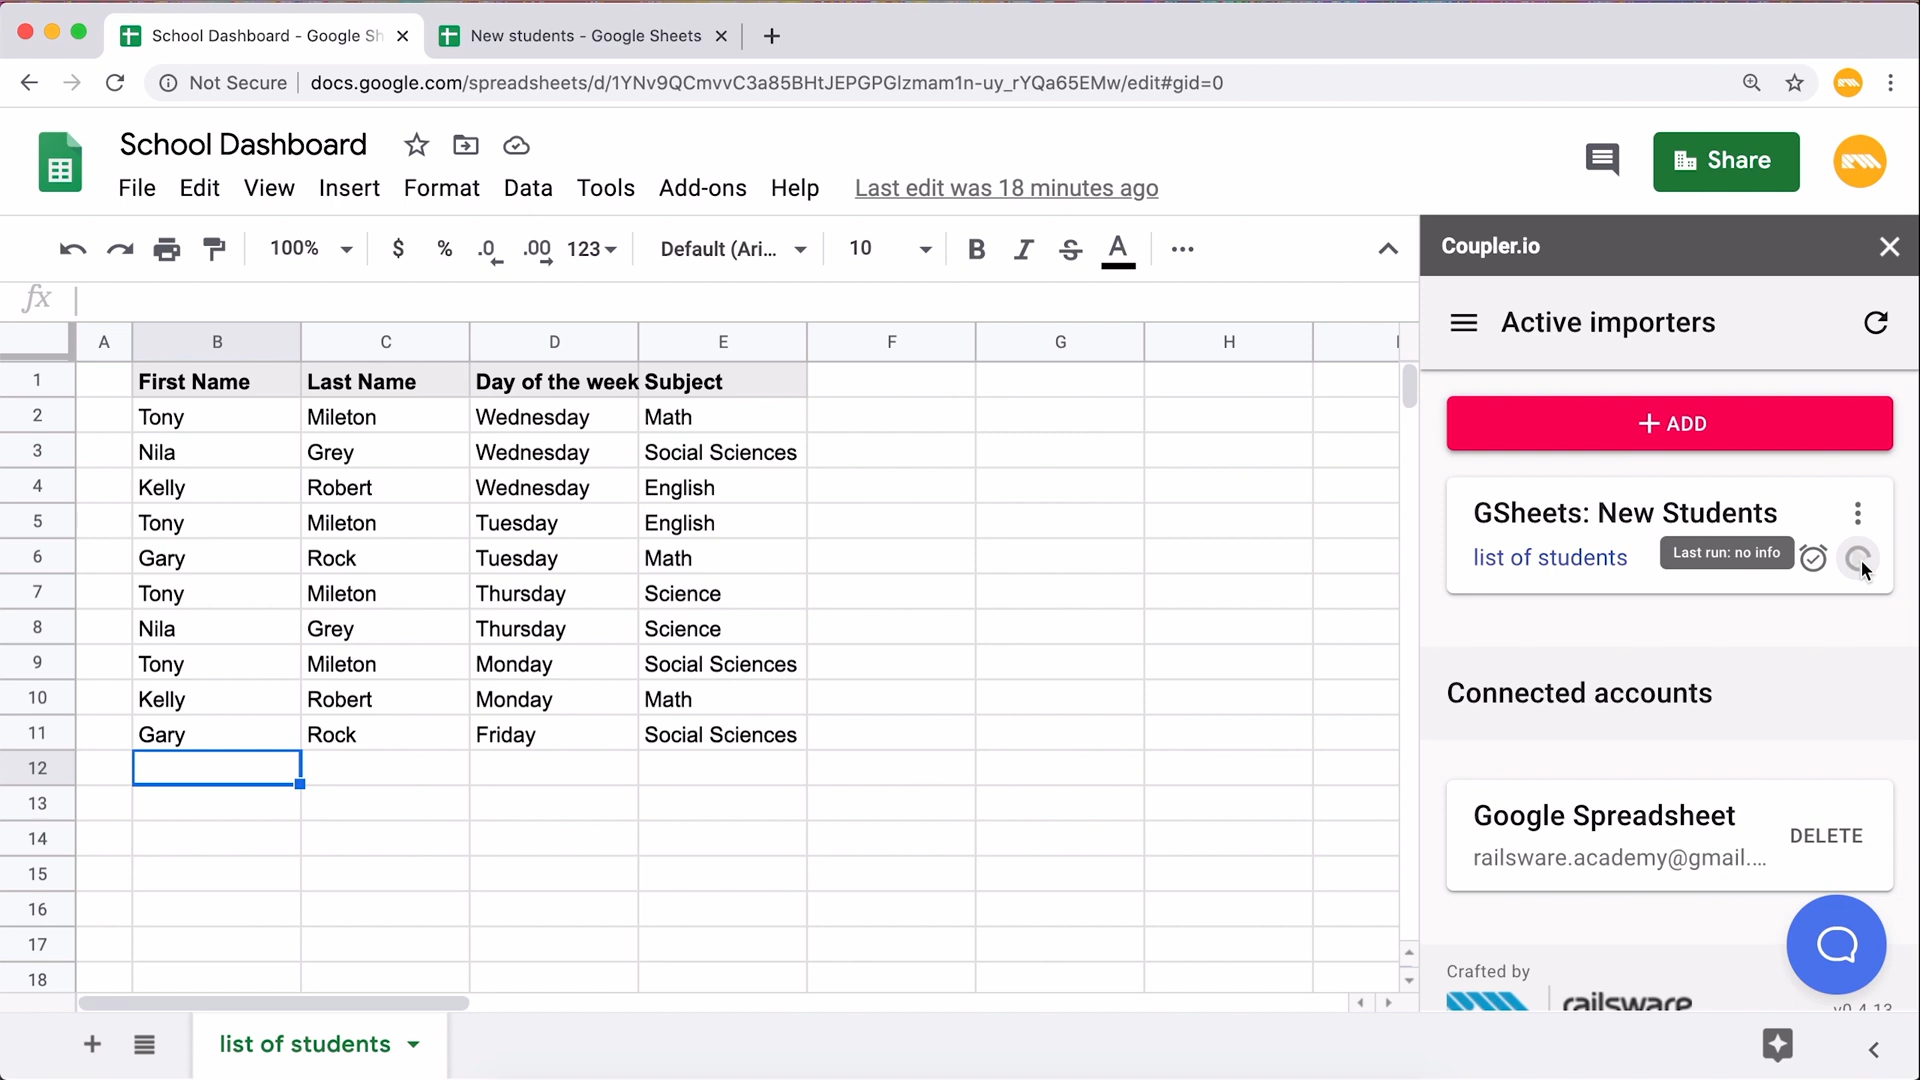 School Dashboard - Google Sh
New students - Google Sheets
Not Secure
docs.google.com/spreadsheets/d/1YNv9QCmvvC3a85BHtJEPGPGlzmam1n-uy_rYQa65EMw/edit#gid=0
School Dashboard
Share
File Edit View Insert Format Data Tools Add-ons Help Last edit was 18 minutes ago
100% $ % .0 .00 123 Default (Ari... 10 B I S A
Coupler.io
fx
Active importers
A B C D E F G H I
1 First Name Last Name Day of the week Subject
2 Tony Mileton Wednesday Math
3 Nila Grey Wednesday Social Sciences
4 Kelly Robert Wednesday English
5 Tony Mileton Tuesday English
6 Gary Rock Tuesday Math
7 Tony Mileton Thursday Science
8 Nila Grey Thursday Science
9 Tony Mileton Monday Social Sciences
10 Kelly Robert Monday Math
11 Gary Rock Friday Social Sciences
12
13
14
15
16
17
18
+ ADD
GSheets: New Students
list of students
Last run: no info
Connected accounts
Google Spreadsheet
railsware.academy@gmail....
DELETE
Crafted by
railsware
v0.4.13
list of students